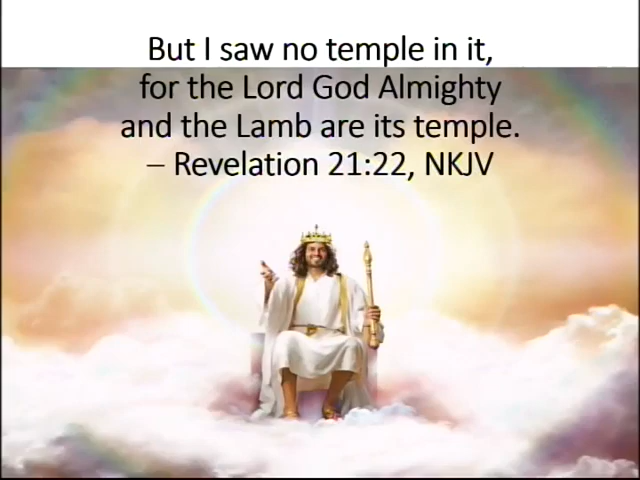 But I saw no temple in it,
for the Lord God Almighty
and the Lamb are its temple.
– Revelation 21:22, NKJV